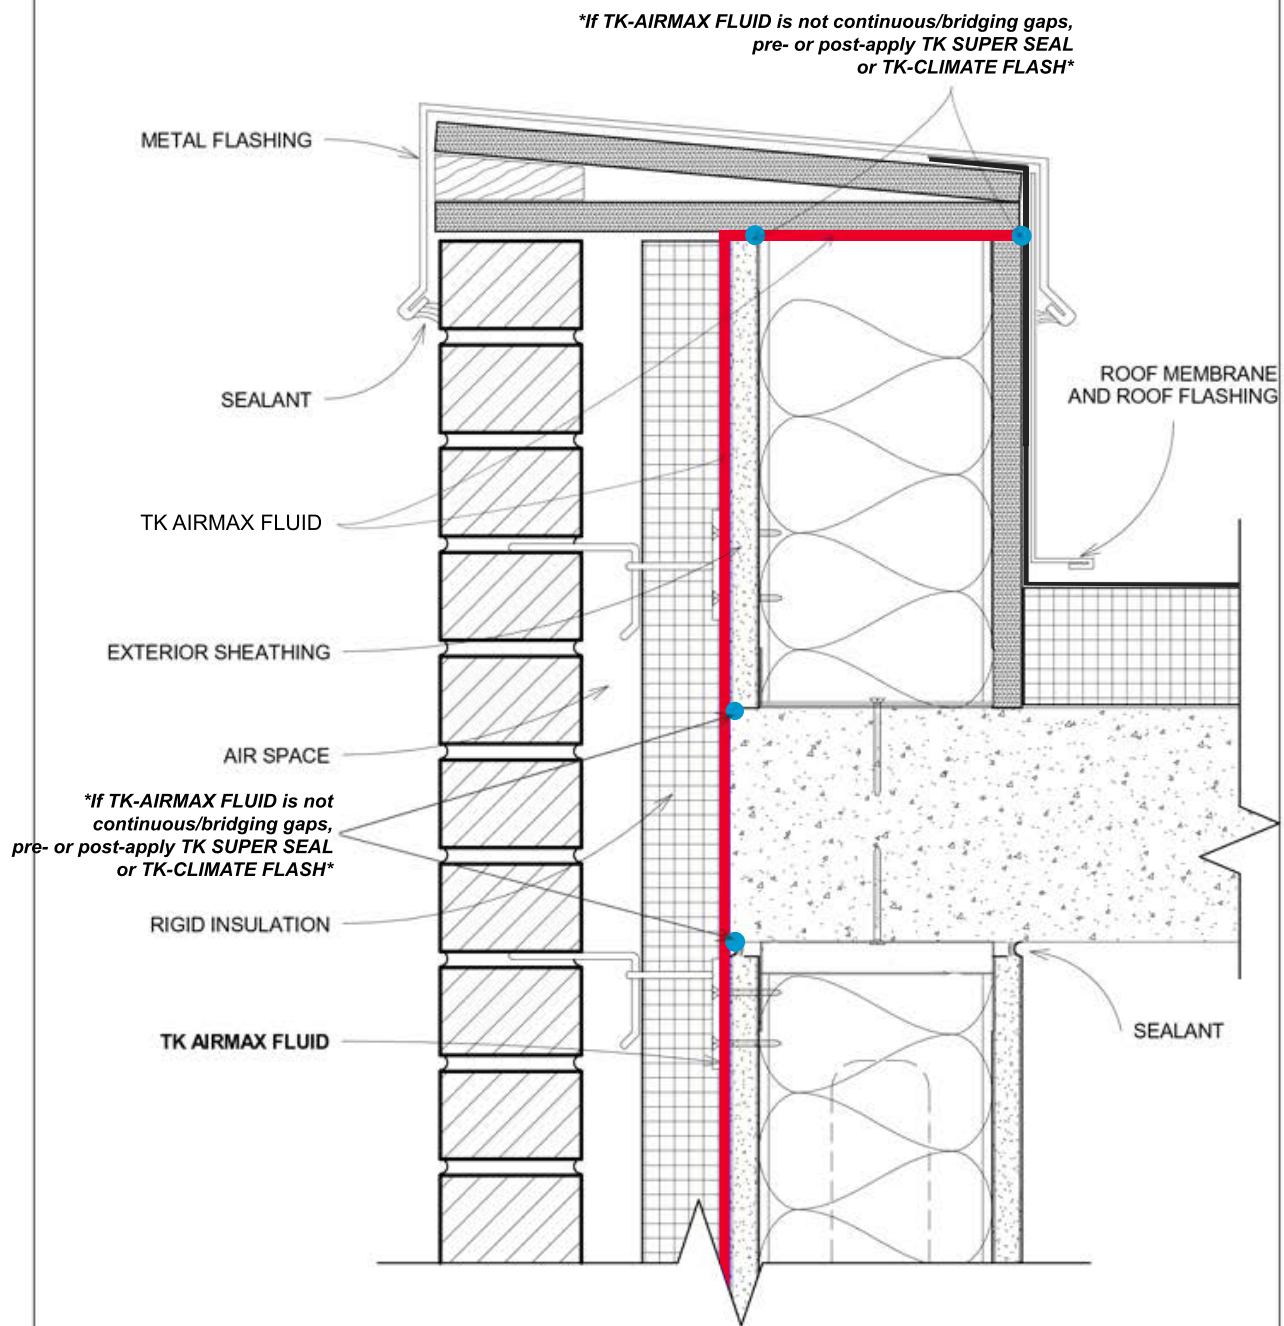 *If TK-AIRMAX FLUID is not continuous/bridging gaps,
pre- or post-apply TK SUPER SEAL
or TK-CLIMATE FLASH*
METAL FLASHING
SEALANT
ROOF MEMBRANE
AND ROOF FLASHING
TK AIRMAX FLUID
EXTERIOR SHEATHING
AIR SPACE
*If TK-AIRMAX FLUID is not
continuous/bridging gaps,
pre- or post-apply TK SUPER SEAL
or TK-CLIMATE FLASH*
RIGID INSULATION
TK AIRMAX FLUID
SEALANT